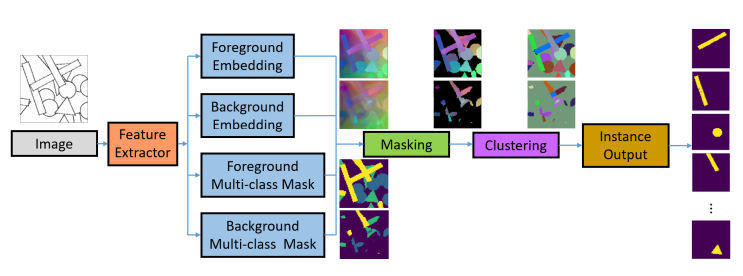 Foreground
Embedding
Background
Embedding
Image
Feature
Extractor
Foreground
Multi-class Mask
Background
Multi-class Mask
Masking
Clustering
Instance
Output
...